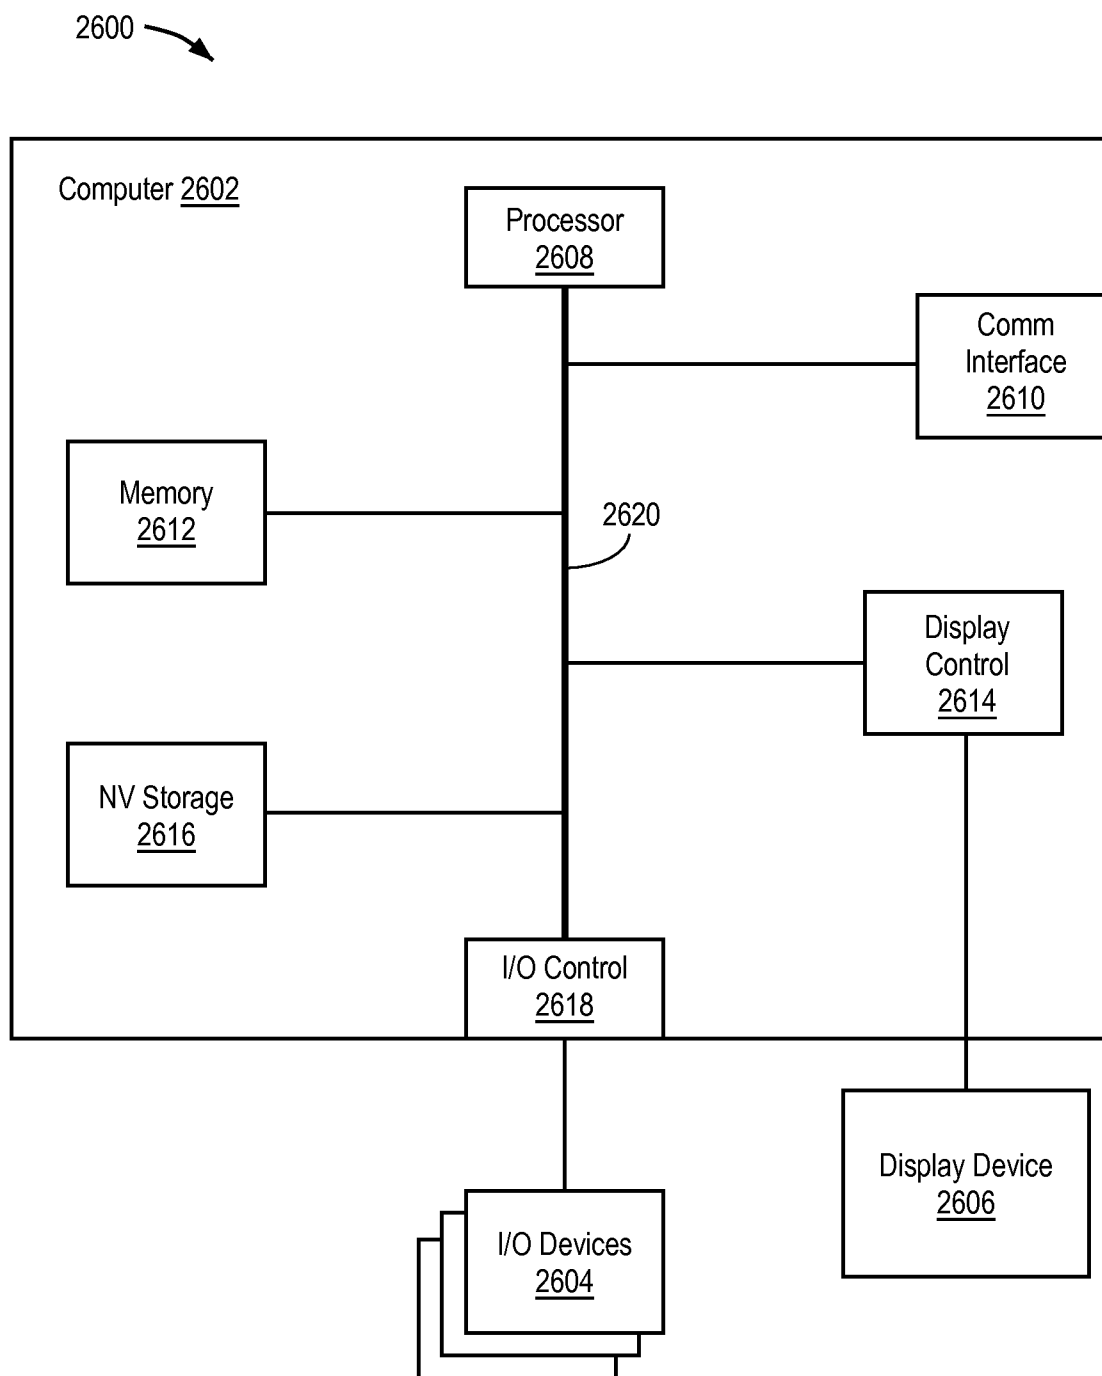 2600
Computer 2602
Processor
2608
Comm
Interface
2610
Memory
2612
2620
Display
Control
2614
NV Storage
2616
I/O Control
2618
Display Device
2606
I/O Devices
2604